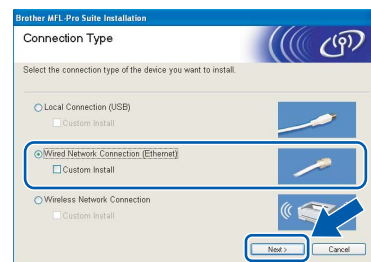 Brother MFL-Pro Suite Installation
Connection Type
Select the connection type of the device you want to install.
Local Connection (USB)
Custom Install
Wired Network Connection (Ethernet)
Custom Install
Wireless Network Connection
Custom Install
Next >
Cancel